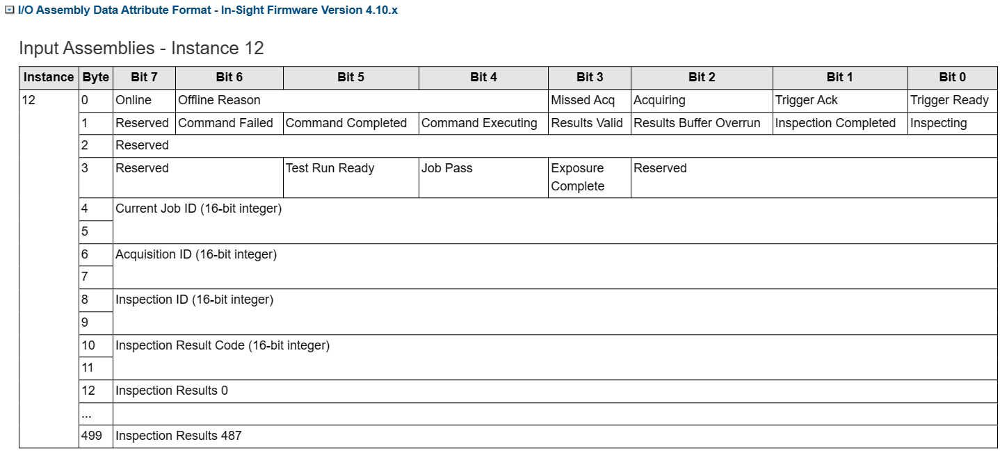 I/O Assembly Data Attribute Format - In-Sight Firmware Version 4.10.x
Input Assemblies - Instance 12
Instance Byte Bit 7 Bit 6 Bit 5 Bit 4 Bit 3 Bit 2 Bit 1 Bit 0
12 0 Online Offline Reason Missed Acq Acquiring Trigger Ack Trigger Ready
1 Reserved Command Failed Command Completed Command Executing Results Valid Results Buffer Overrun Inspection Completed Inspecting
2 Reserved
3 Reserved Test Run Ready Job Pass Exposure Reserved
Complete
4 Current Job ID (16-bit integer)
5
6 Acquisition ID (16-bit integer)
7
8 Inspection ID (16-bit integer)
9
10 Inspection Result Code (16-bit integer)
11
12 Inspection Results 0
...
499 Inspection Results 487